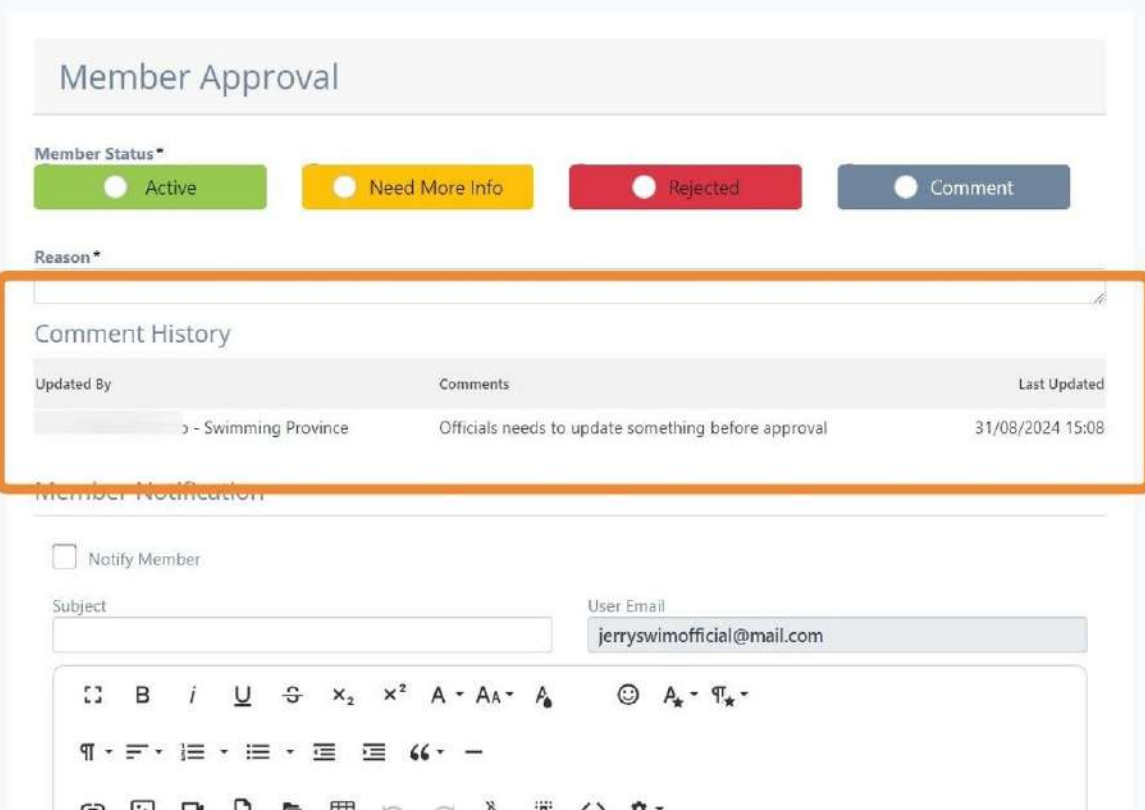 Member Approval
Member Status*
Active Need More Info Rejected Comment
Reason*
Comment History
Updated By Comments Last Updated
- Swimming Province Officials needs to update something before approval 31/08/2024 15:08
Member Notification
Notify Member
Subject User Email
jerryswimofficial@mail.com